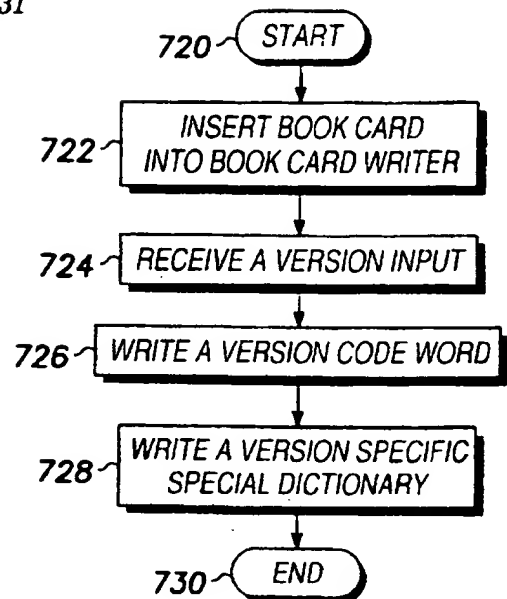 31
720 START
722 INSERT BOOK CARD
INTO BOOK CARD WRITER
724 RECEIVE A VERSION INPUT
726 WRITE A VERSION CODE WORD
728 WRITE A VERSION SPECIFIC
SPECIAL DICTIONARY
730 END